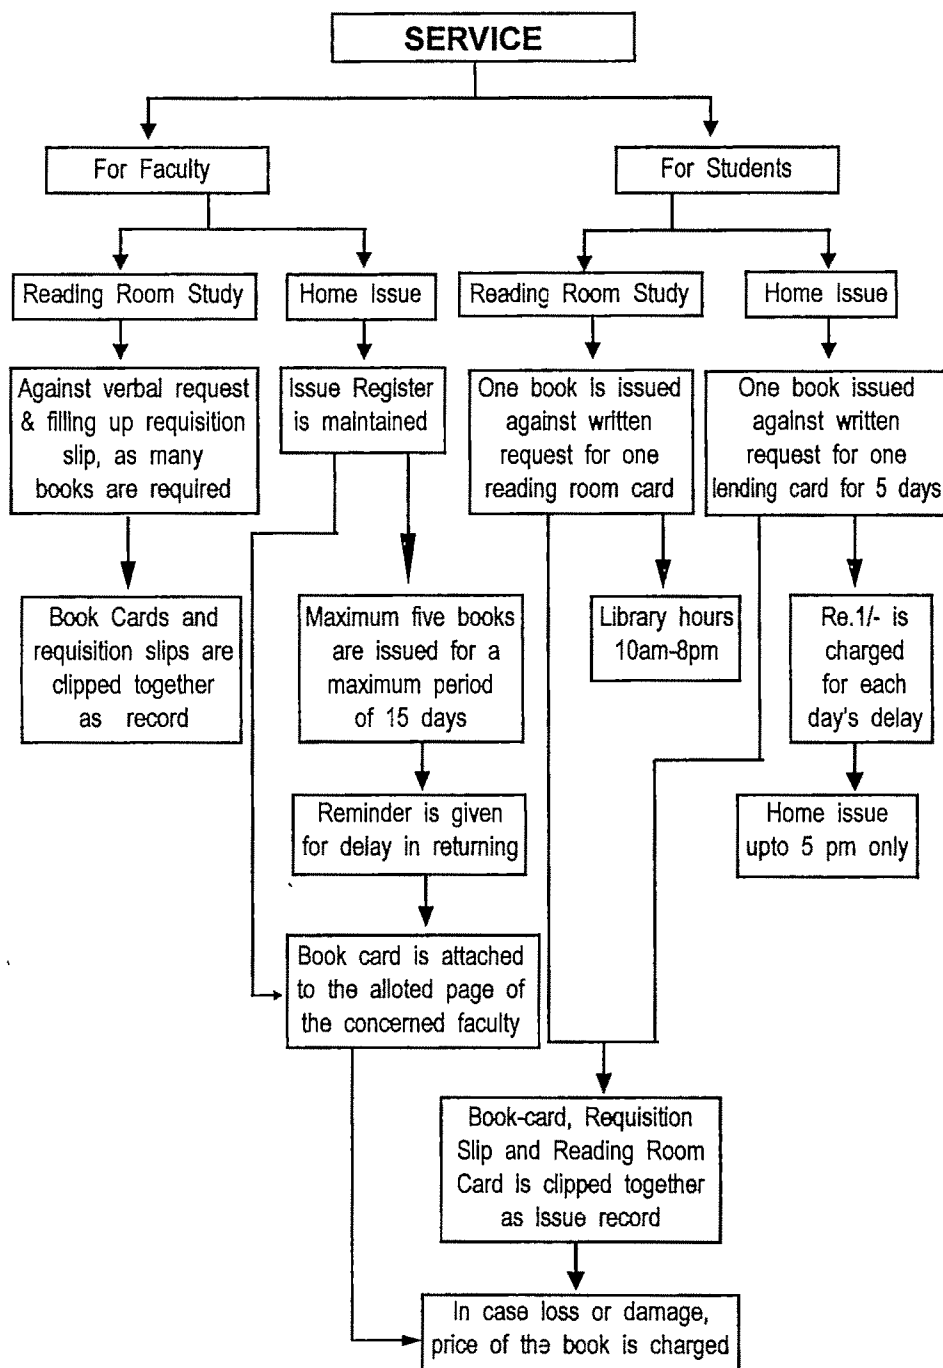 SERVICE
For Faculty
For Students
Reading Room Study
Home Issue
Reading Room Study
Home Issue
Against verbal request
& filling up requisition
slip, as many
books are required
Issue Register
is maintained
One book is issued
against written
request for one
reading room card
One book issued
against written
request for one
lending card for 5 days
Book Cards and
requisition slips are
clipped together
as record
Maximum five books
are issued for a
maximum period
of 15 days
Library hours
10am-8pm
Re.1/- is
charged
for each
day's delay
Reminder is given
for delay in returning
Home issue
upto 5 pm only
Book card is attached
to the alloted page of
the concerned faculty
Book-card, Requisition
Slip and Reading Room
Card is clipped together
as issue record
In case loss or damage,
price of the book is charged